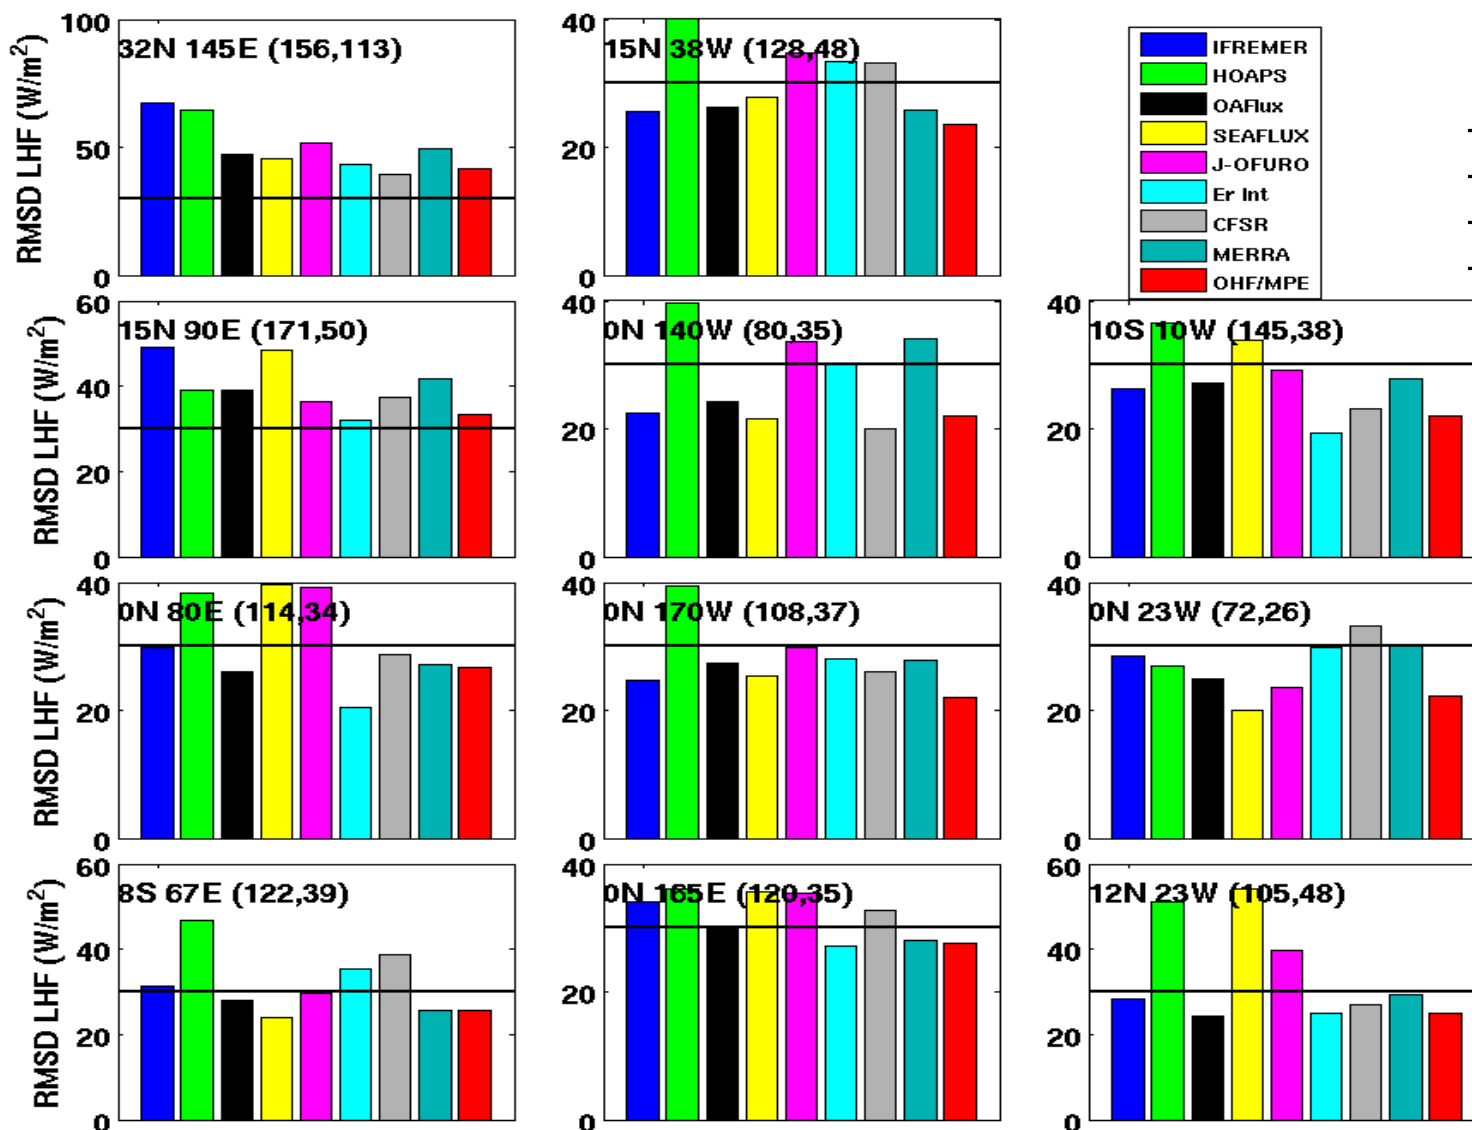 RMSD LHF (W/m²)
100
50
0
32N 145E (156,113)
40
20
0
15N 38W (128,48)
IFREMER
HOAPS
OAFlux
SEAFLUX
J-OFURO
Er Int
CFSR
MERRA
OHF/MPE
RMSD LHF (W/m²)
60
40
20
0
15N 90E (171,50)
40
20
0
0N 140W (80,35)
40
20
0
10S 10W (145,38)
RMSD LHF (W/m²)
40
20
0
0N 80E (114,34)
40
20
0
0N 170W (108,37)
40
20
0
0N 23W (72,26)
RMSD LHF (W/m²)
60
40
20
0
8S 67E (122,39)
40
20
0
0N 165E (120,35)
60
40
20
0
12N 23W (105,48)